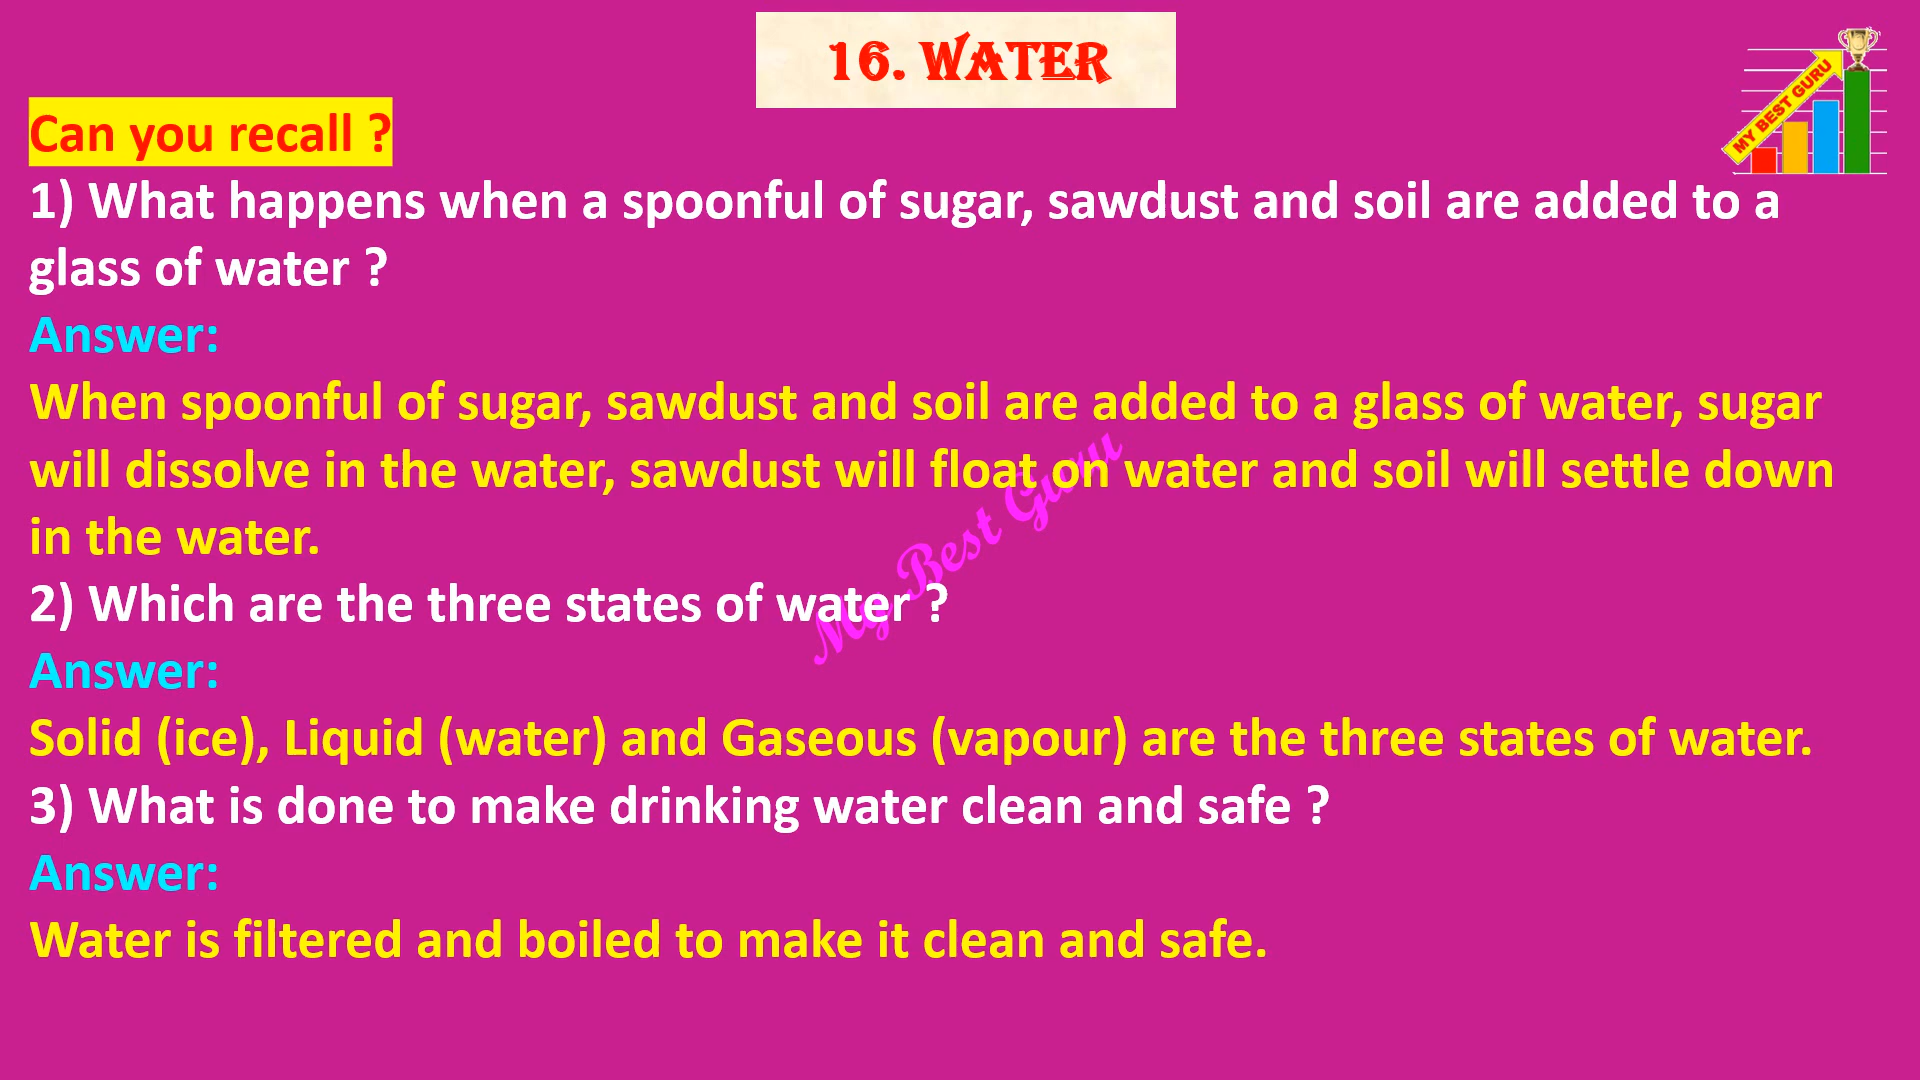 16. WATER
MY BEST GURU
Can you recall ?
1) What happens when a spoonful of sugar, sawdust and soil are added to a
glass of water ?
Answer:
When spoonful of sugar, sawdust and soil are added to a glass of water, sugar
will dissolve in the water, sawdust will float on water and soil will settle down
in the water.
My Best Guru
2) Which are the three states of water ?
Answer:
Solid (ice), Liquid (water) and Gaseous (vapour) are the three states of water.
3) What is done to make drinking water clean and safe ?
Answer:
Water is filtered and boiled to make it clean and safe.